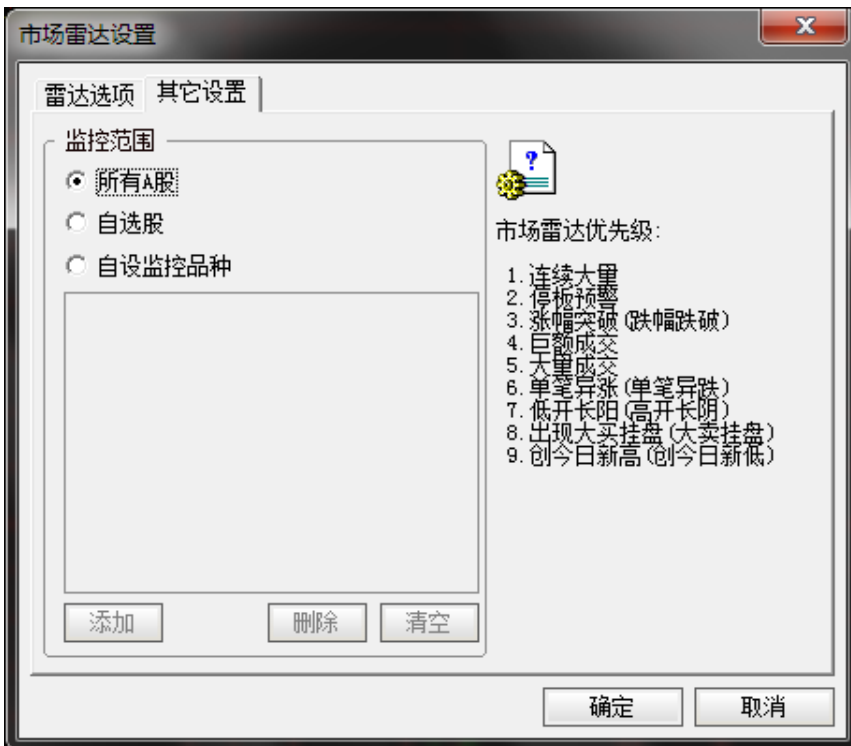 市场雷达设置
雷达选项 其它设置
监控范围
所有A股
自选股
自设监控品种
添加 删除 清空
市场雷达优先级:
1.连续大量
2.停板预警
3.张幅突破(跌幅跌破)
4.巨额成交
5.大量成交
6.单笔异张(单笔异跌)
7.低开长阳(高开长阴)
8.出现大买挂盘(大卖挂盘)
9.创今日新高(创今日新低)
确定 取消